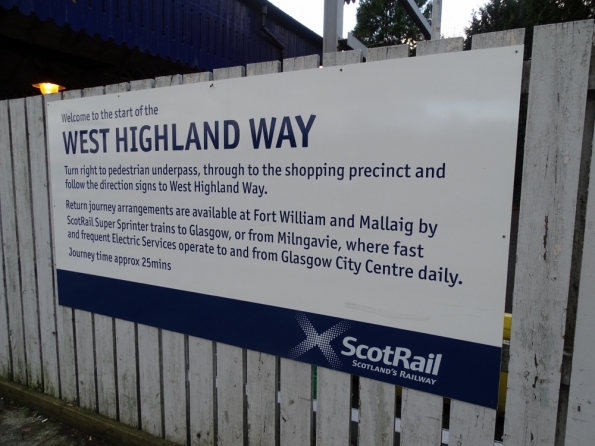 Welcome to the start of the
WEST HIGHLAND WAY
Turn right to pedestrian underpass, through to the shopping precinct and
follow the direction signs to West Highland Way.
Return journey arrangements are available at Fort William and Mallaig by
ScotRail Super Sprinter trains to Glasgow, or from Milngavie, where fast
and frequent Electric Services operate to and from Glasgow City Centre daily.
Journey time approx 25mins
ScotRail
SCOTLAND'S RAILWAY